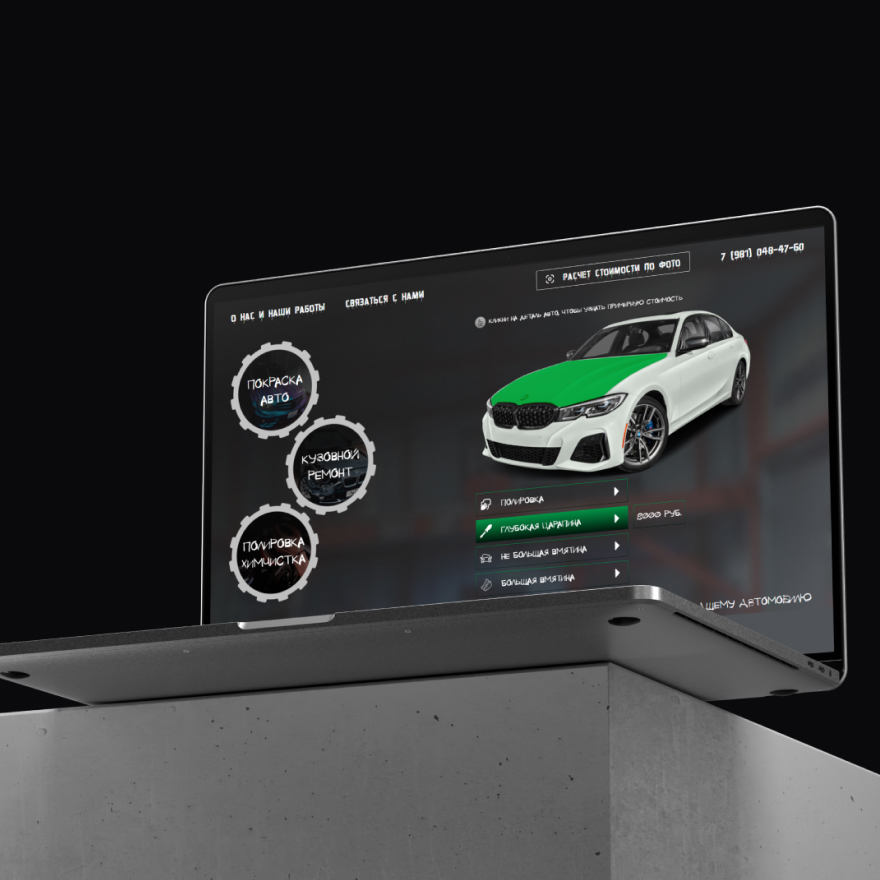 О НАС И НАШИ РАБОТЫ
СВЯЗАТЬСЯ С НАМИ
РАСЧЕТ СТОИМОСТИ ПО ФОТО
7 (981) 048-47-60
КЛИКНИ НА ДЕТАЛЬ АВТО, ЧТОБЫ УЗНАТЬ ПРИМЕРНУЮ СТОИМОСТЬ
ПОКРАСКА
АВТО
КУЗОВНОЙ
РЕМОНТ
ПОЛИРОВКА
ХИМЧИСТКА
ПОЛИРОВКА
ГЛУБОКАЯ ЦАРАПИНА
8000 РУБ.
НЕ БОЛЬШАЯ ВМЯТИНА
БОЛЬШАЯ ВМЯТИНА
АШЕМУ АВТОМОБИЛЮ